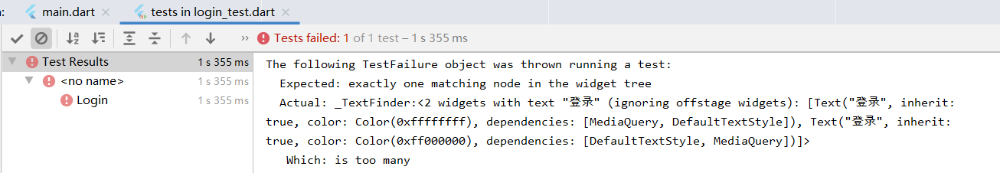 main.dart
tests in login_test.dart
Tests failed: 1 of 1 test – 1 s 355 ms
Test Results 1 s 355 ms
<no name> 1 s 355 ms
Login 1 s 355 ms
The following TestFailure object was thrown running a test:
Expected: exactly one matching node in the widget tree
Actual: _TextFinder:<2 widgets with text "登录" (ignoring offstage widgets): [Text("登录", inherit:
true, color: Color(0xffffffff), dependencies: [MediaQuery, DefaultTextStyle]), Text("登录", inherit:
true, color: Color(0xff000000), dependencies: [DefaultTextStyle, MediaQuery])]>
Which: is too many